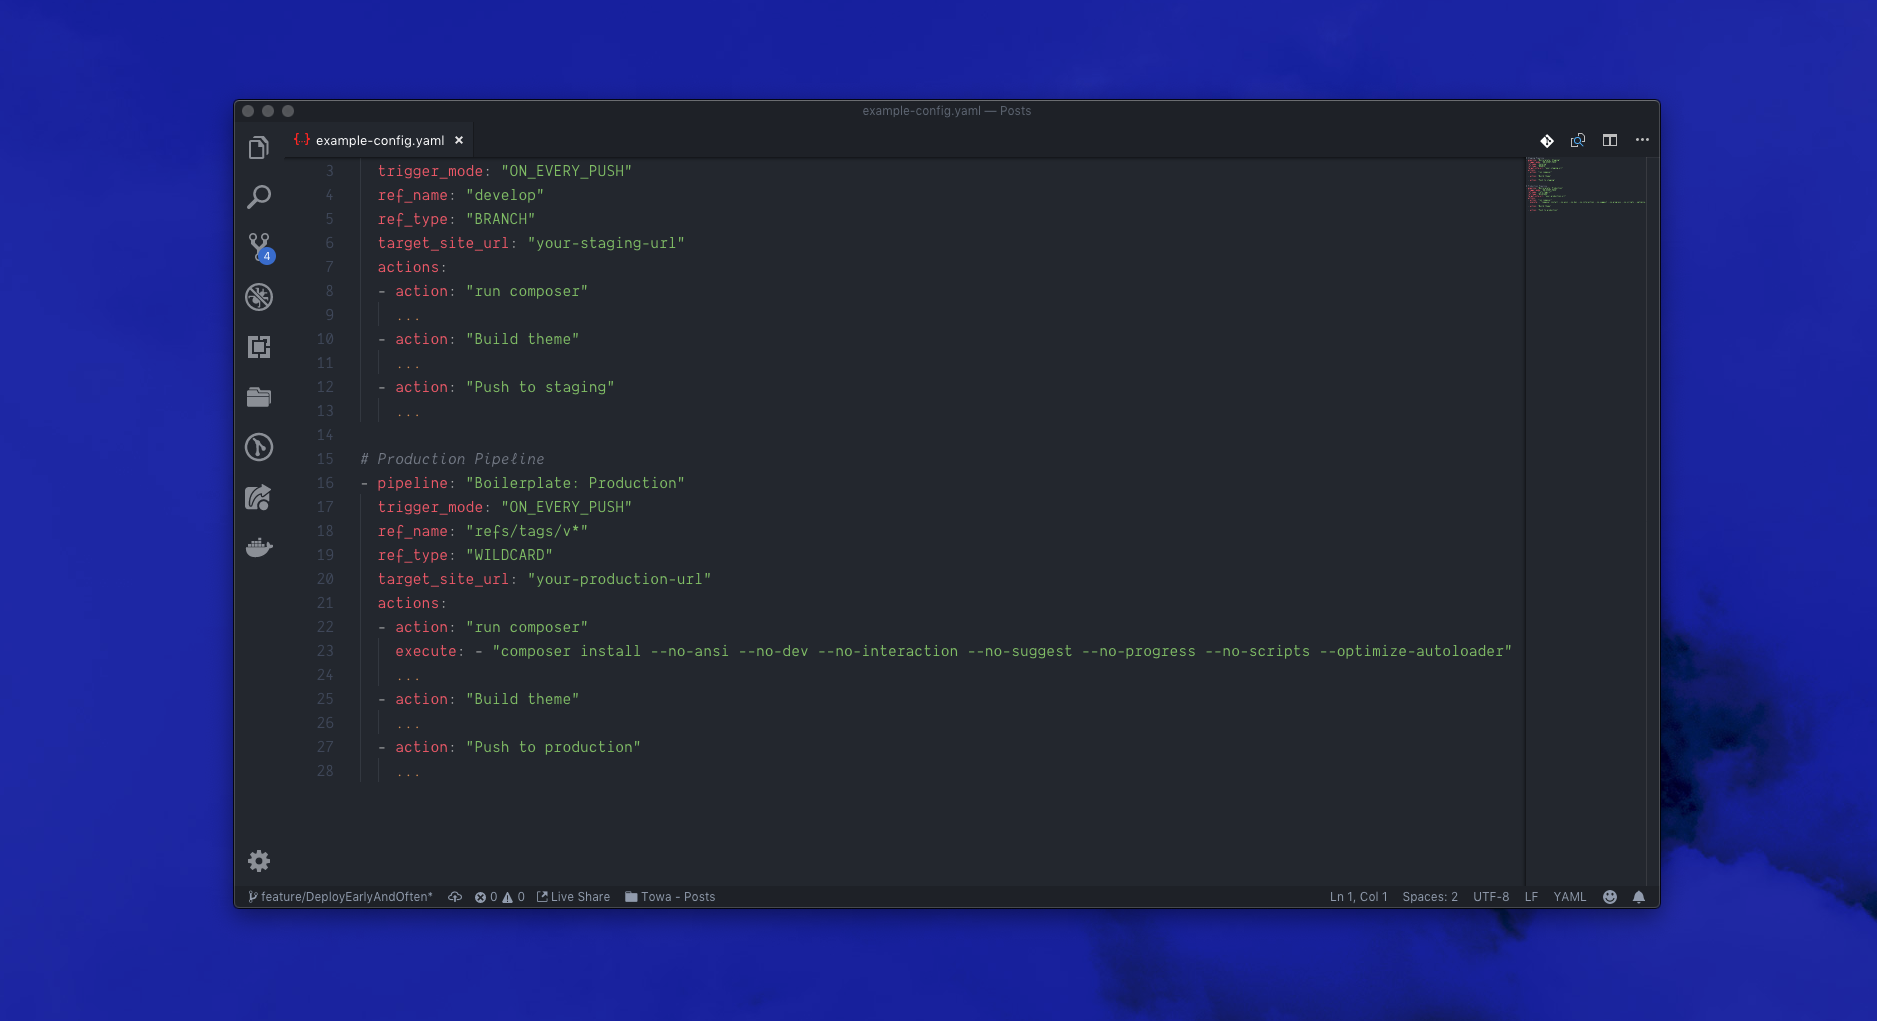 example-config.yaml — Posts
example-config.yaml
3 trigger_mode: "ON_EVERY_PUSH"
4 ref_name: "develop"
5 ref_type: "BRANCH"
6 target_site_url: "your-staging-url"
7 actions:
8 - action: "run composer"
9 ...
10 - action: "Build theme"
11 ...
12 - action: "Push to staging"
13 ...
14
15 # Production Pipeline
16 - pipeline: "Boilerplate: Production"
17 trigger_mode: "ON_EVERY_PUSH"
18 ref_name: "refs/tags/v*"
19 ref_type: "WILDCARD"
20 target_site_url: "your-production-url"
21 actions:
22 - action: "run composer"
23 execute: - "composer install --no-ansi --no-dev --no-interaction --no-suggest --no-progress --no-scripts --optimize-autoloader"
24 ...
25 - action: "Build theme"
26 ...
27 - action: "Push to production"
28 ...
4
feature/DeployEarlyAndOften* 0 0 Live Share Towa - Posts Ln 1, Col 1 Spaces: 2 UTF-8 LF YAML